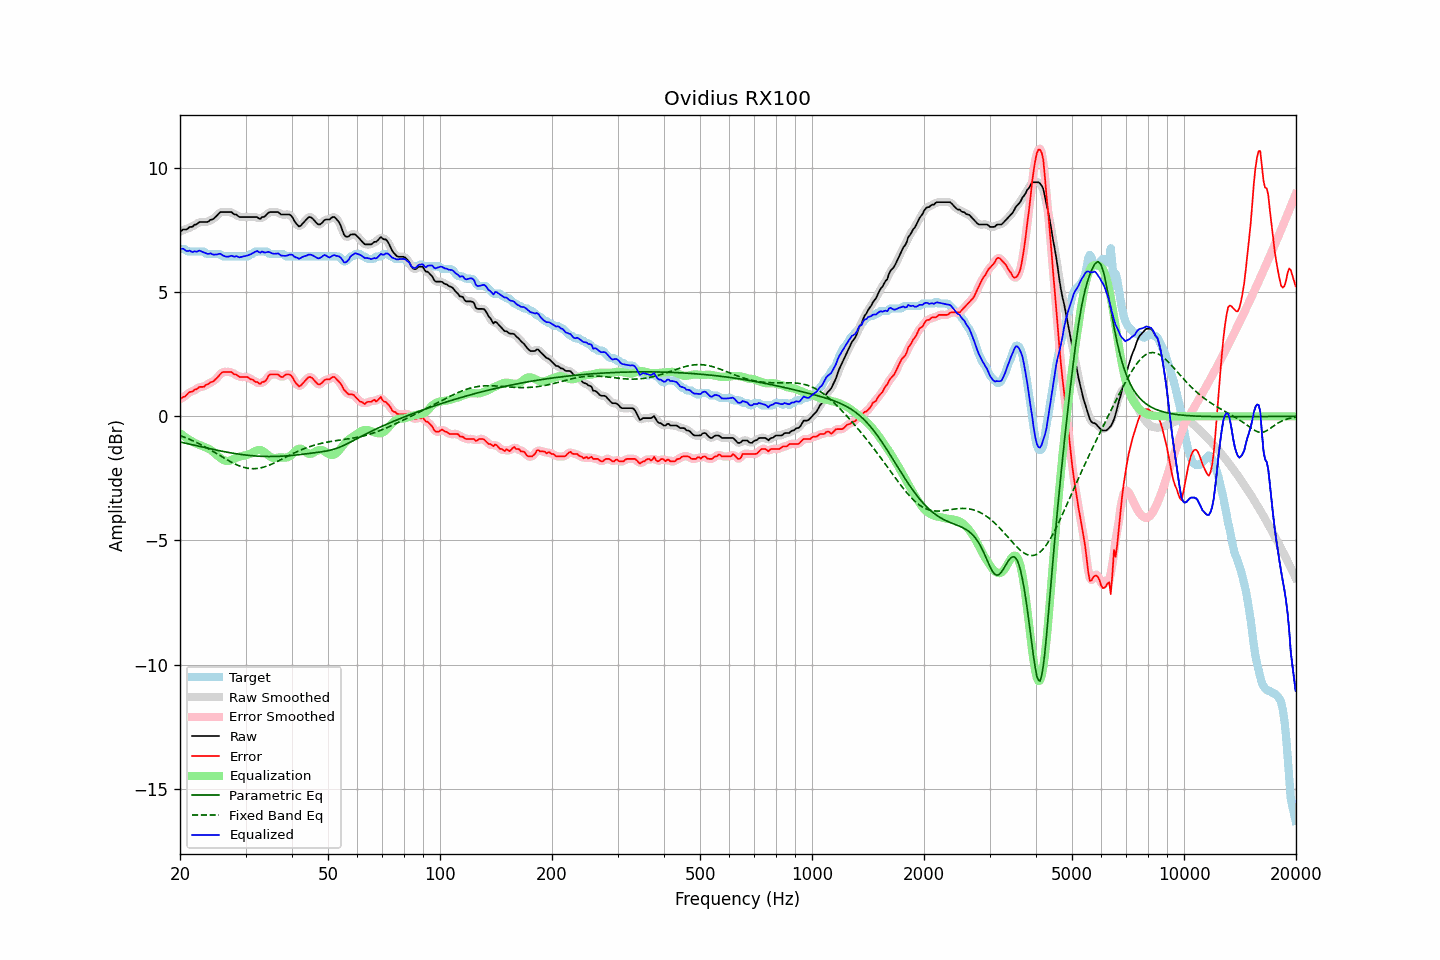 Ovidius RX100
Amplitude (dBr)
10
5
0
−5
−10
−15
Target
Raw Smoothed
Error Smoothed
Raw
Error
Equalization
Parametric Eq
Fixed Band Eq
Equalized
20
50
100
200
500
1000
2000
5000
10000
20000
Frequency (Hz)